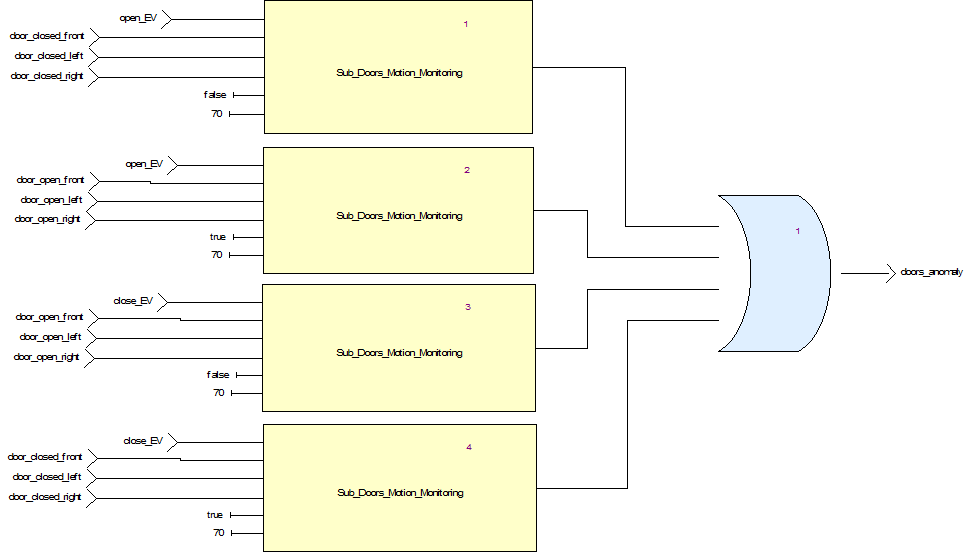 open_EV
1
door_closed_front
door_closed_left
door_closed_right
Sub_Doors_Motion_Monitoring
false
70
open_EV
2
door_open_front
door_open_left
door_open_right
Sub_Doors_Motion_Monitoring
true
70
close_EV
3
door_open_front
door_open_left
door_open_right
Sub_Doors_Motion_Monitoring
false
70
close_EV
4
door_closed_front
door_closed_left
door_closed_right
Sub_Doors_Motion_Monitoring
true
70
1
doors_anomaly